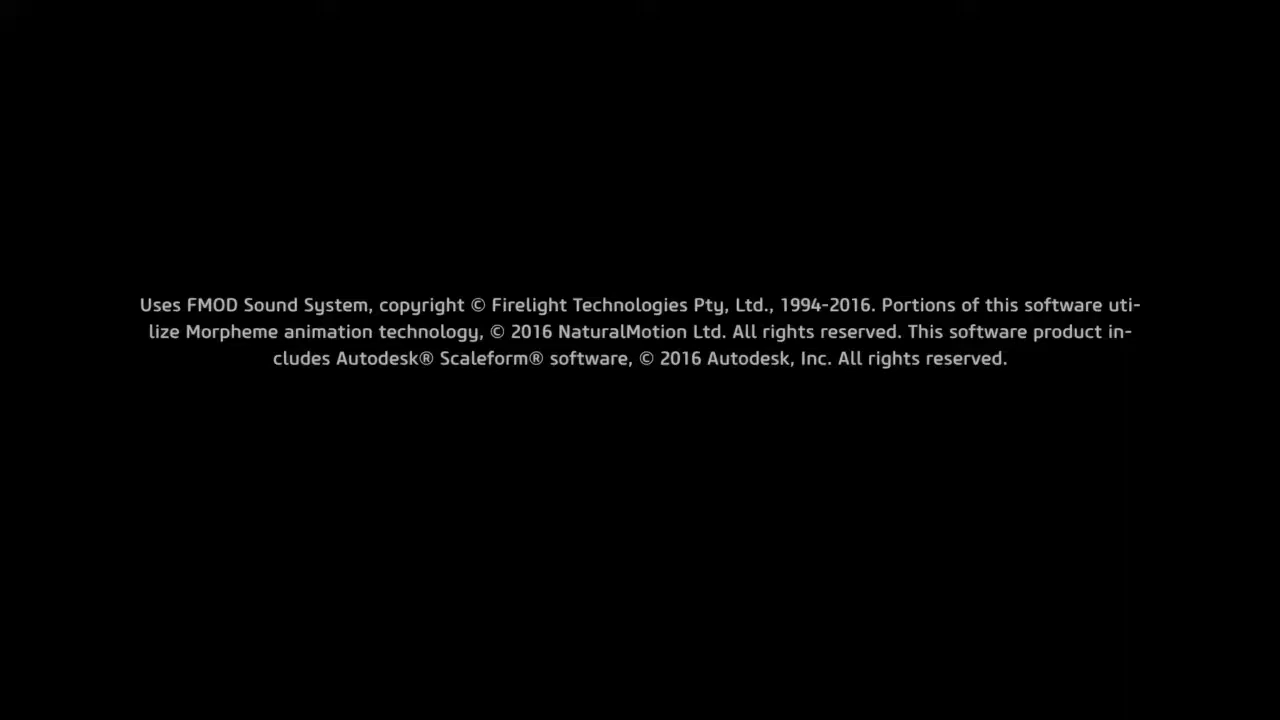 Uses FMOD Sound System, copyright © Firelight Technologies Pty, Ltd., 1994-2016. Portions of this software uti-
lize Morpheme animation technology, © 2016 NaturalMotion Ltd. All rights reserved. This software product in-
cludes Autodesk® Scaleform® software, © 2016 Autodesk, Inc. All rights reserved.